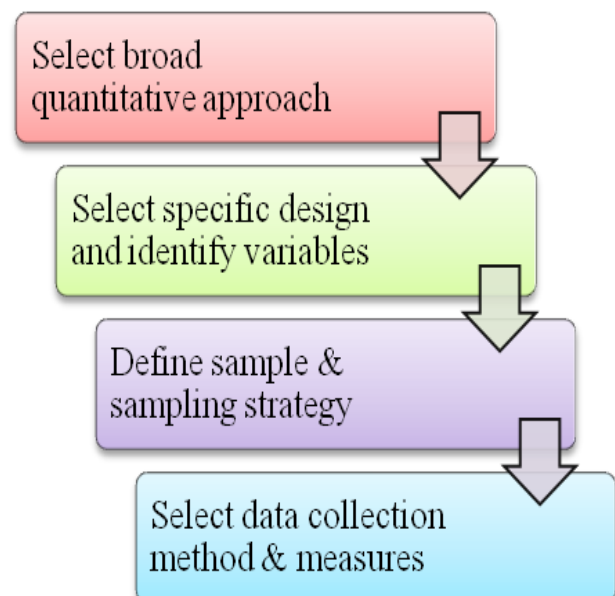 Select broad
quantitative approach
Select specific design
and identify variables
Define sample &
sampling strategy
Select data collection
method & measures